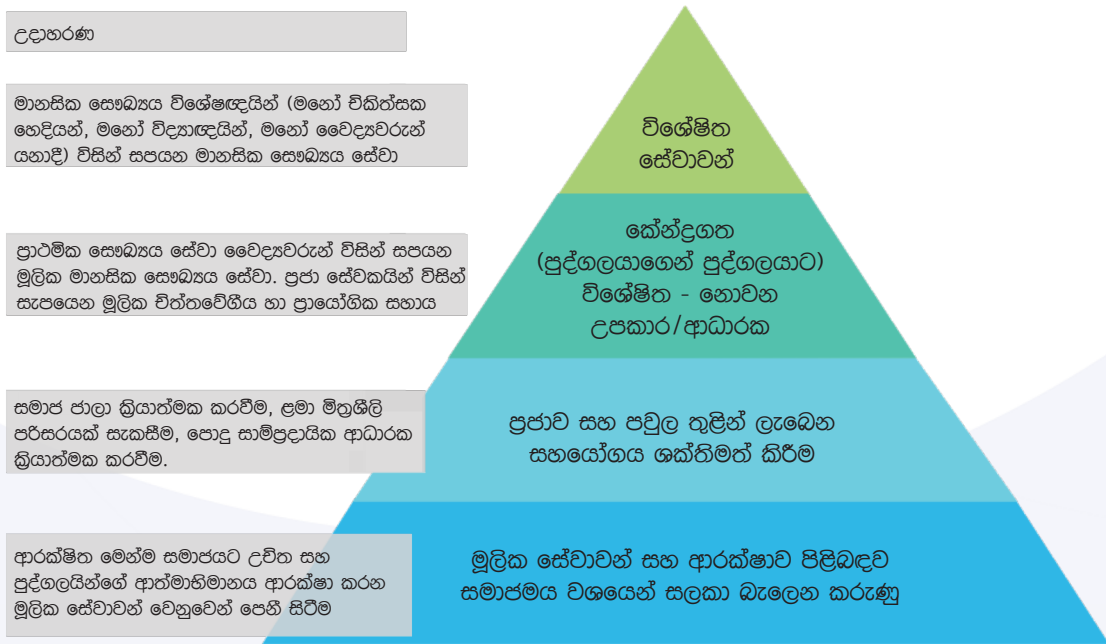 උදාහරණ
මානසික සෞඛ්‍යය විශේෂඥයින් (මනෝ චිකිත්සක
හෙදියන්, මනෝ විද්‍යාඥයින්, මනෝ වෛද්‍යවරුන්
යනාදී) විසින් සපයන මානසික සෞඛ්‍යය සේවා
විශේෂිත
සේවාවන්
ප්‍රාථමික සෞඛ්‍යය සේවා වෛද්‍යවරුන් විසින් සපයන
මූලික මානසික සෞඛ්‍යය සේවා. ප්‍රජා සේවකයින් විසින්
සැපයෙන මූලික චිත්තවේගීය හා ප්‍රායෝගික සහාය
කේන්ද්‍රගත
(පුද්ගලයාගෙන් පුද්ගලයාට)
විශේෂිත - නොවන
උපකාර/ආධාරක
සමාජ ජාලා ක්‍රියාත්මක කරවීම, ළමා මිත්‍රශීලි
පරිසරයක් සැකසීම, පොදු සාම්ප්‍රදායික ආධාරක
ක්‍රියාත්මක කරවීම.
ප්‍රජාව සහ පවුල තුළින් ලැබෙන
සහයෝගය ශක්තිමත් කිරීම
ආරක්ෂිත මෙන්ම සමාජයට උචිත සහ
පුද්ගලයින්ගේ ආත්මාභිමානය ආරක්ෂා කරන
මූලික සේවාවන් වෙනුවෙන් පෙනී සිටීම
මූලික සේවාවන් සහ ආරක්ෂාව පිළිබඳව
සමාජමය වශයෙන් සලකා බැලෙන කරුණු